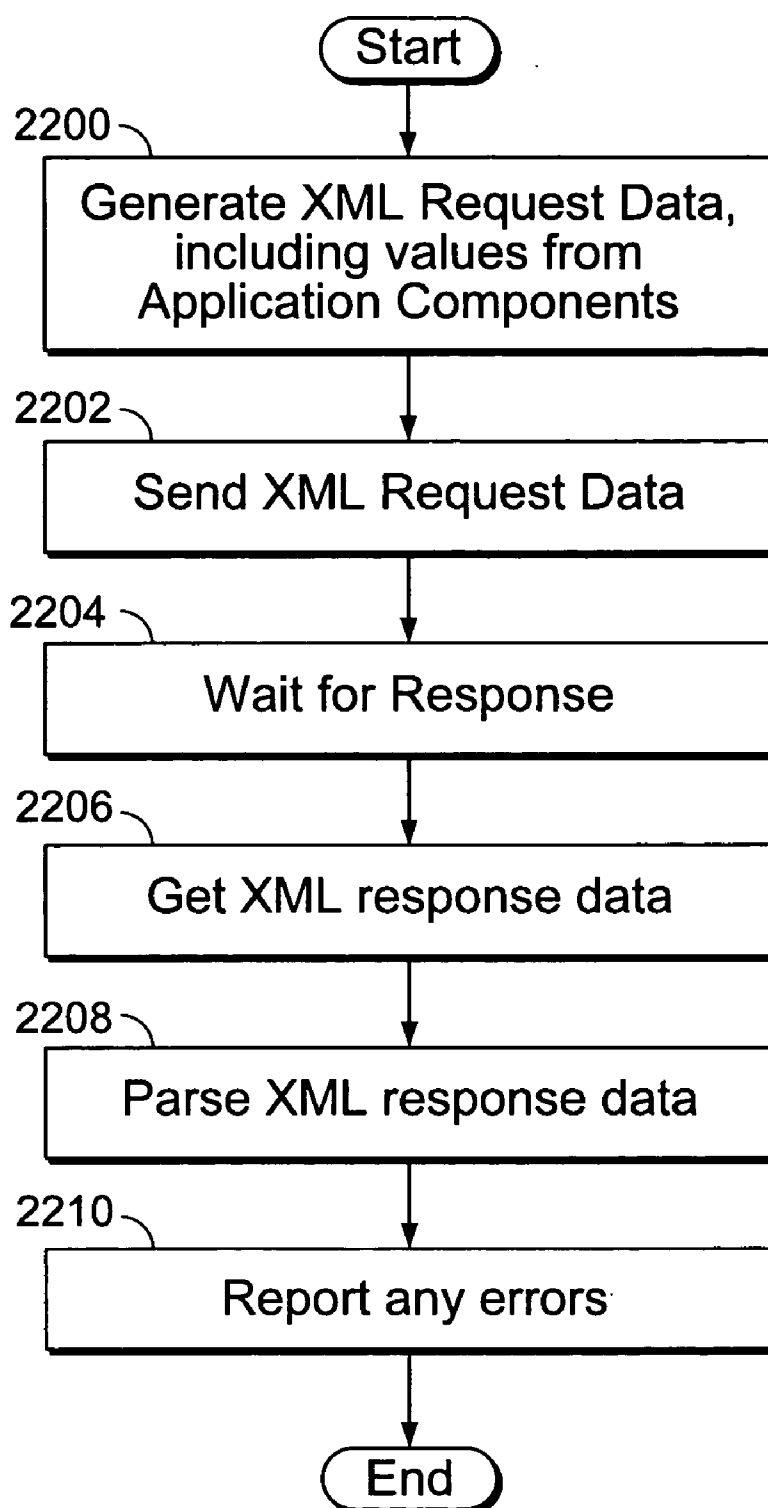 Start
2200
Generate XML Request Data,
including values from
Application Components
2202
Send XML Request Data
2204
Wait for Response
2206
Get XML response data
2208
Parse XML response data
2210
Report any errors
End